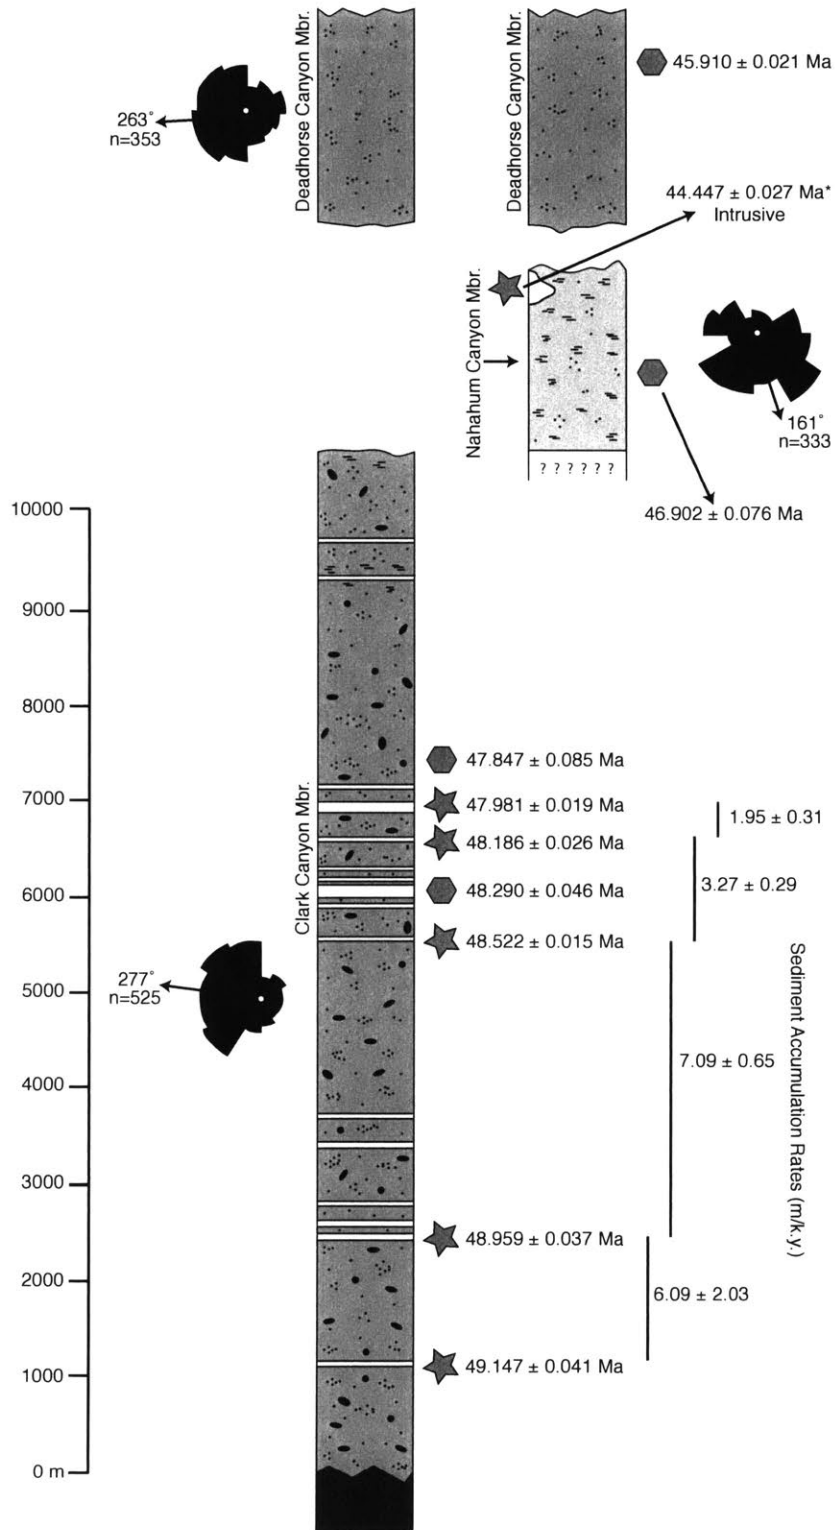 Deadhorse Canyon Mbr.
Deadhorse Canyon Mbr.
45.910 ± 0.021 Ma
263°
n=353
44.447 ± 0.027 Ma*
Intrusive
Nahahum Canyon Mbr.
161°
n=333
? ? ? ? ? ?
46.902 ± 0.076 Ma
10000
9000
8000
7000
6000
5000
4000
3000
2000
1000
0 m
Clark Canyon Mbr.
47.847 ± 0.085 Ma
47.981 ± 0.019 Ma
48.186 ± 0.026 Ma
48.290 ± 0.046 Ma
48.522 ± 0.015 Ma
48.959 ± 0.037 Ma
49.147 ± 0.041 Ma
277°
n=525
1.95 ± 0.31
3.27 ± 0.29
7.09 ± 0.65
6.09 ± 2.03
Sediment Accumulation Rates (m/k.y.)